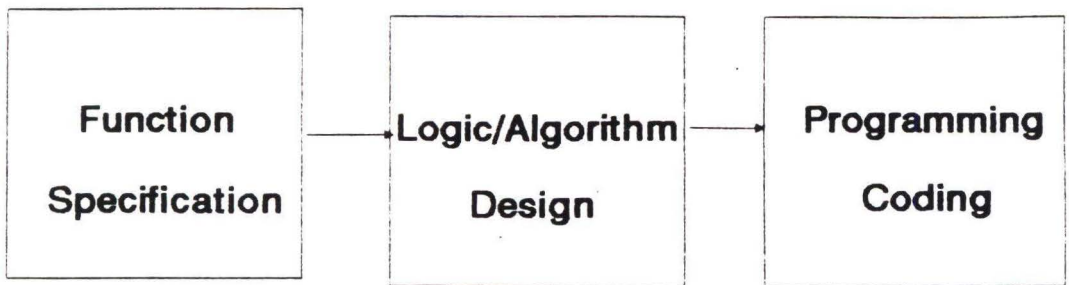 Function
Specification
Logic/Algorithm
Design
Programming
Coding